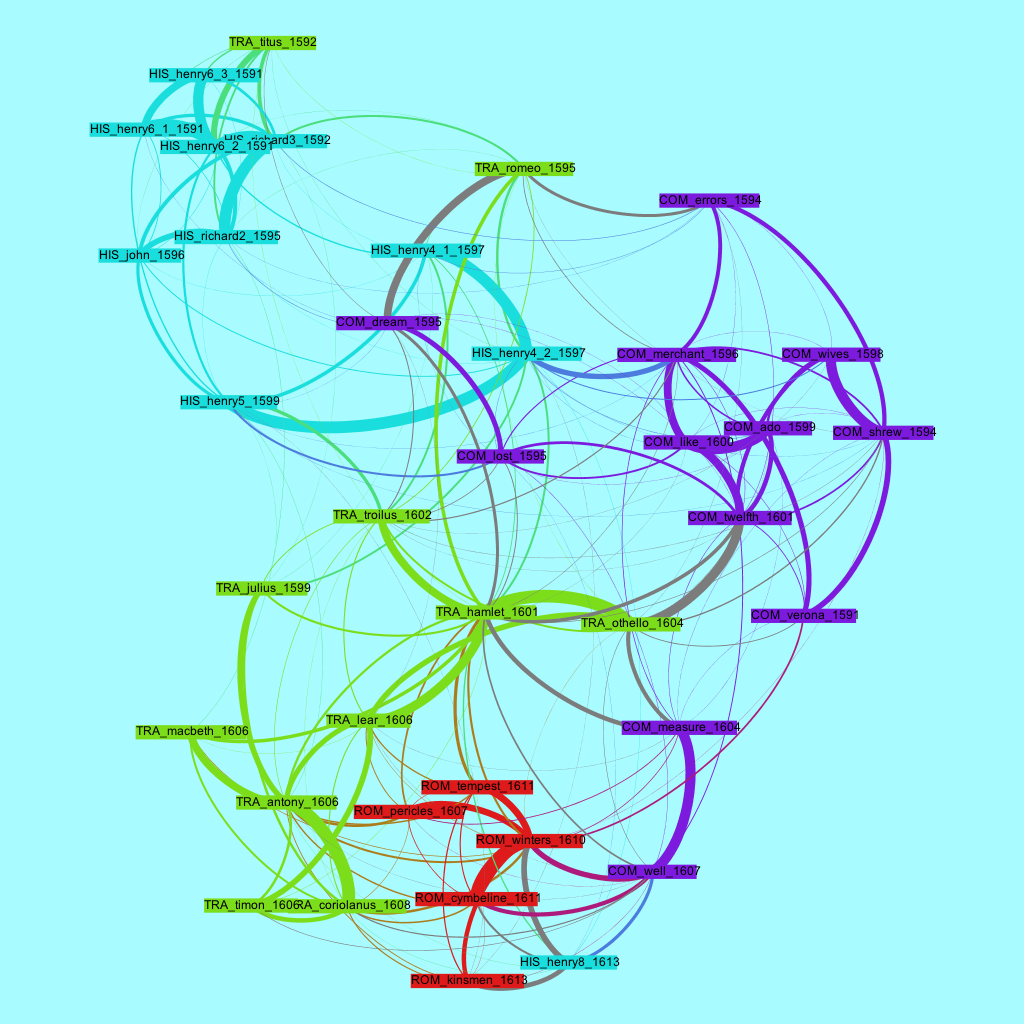 TRA_titus_1592
HIS_henry6_3_1591
HIS_henry6_1_1591
HIS_richard3_1592
HIS_henry6_2_1591
TRA_romeo_1595
COM_errors_1594
HIS_richard2_1595
HIS_henry4_1_1597
HIS_john_1596
COM_dream_1595
HIS_henry4_2_1597
COM_merchant_1596
COM_wives_1598
HIS_henry5_1599
COM_ado_1599
COM_shrew_1594
COM_like_1600
COM_lost_1595
TRA_troilus_1602
COM_twelfth_1601
TRA_julius_1599
TRA_hamlet_1601
COM_verona_1591
TRA_othello_1604
TRA_lear_1606
COM_measure_1604
TRA_macbeth_1606
ROM_tempest_1611
TRA_antony_1606
ROM_pericles_1607
ROM_winters_1610
COM_well_1607
ROM_cymbeline_1611
TRA_timon_1606
RA_coriolanus_1608
HIS_henry8_1613
ROM_kinsmen_1613